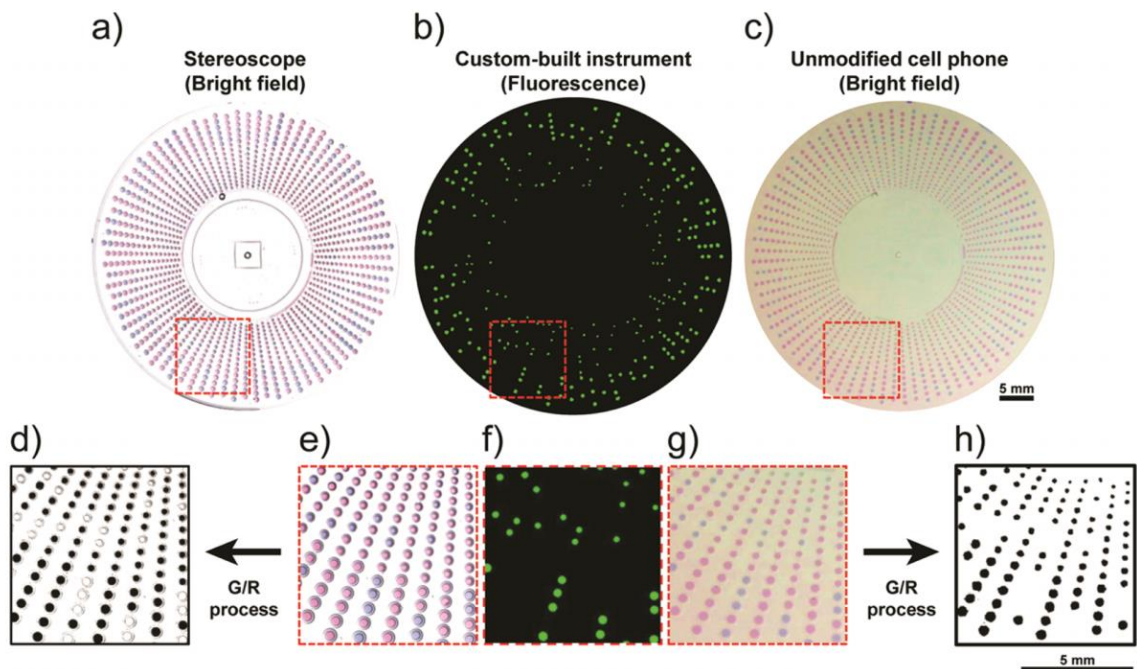 a)
Stereoscope
(Bright field)
b)
Custom-built instrument
(Fluorescence)
c)
Unmodified cell phone
(Bright field)
5 mm
d)
e)
f)
g)
h)
G/R
process
G/R
process
5 mm